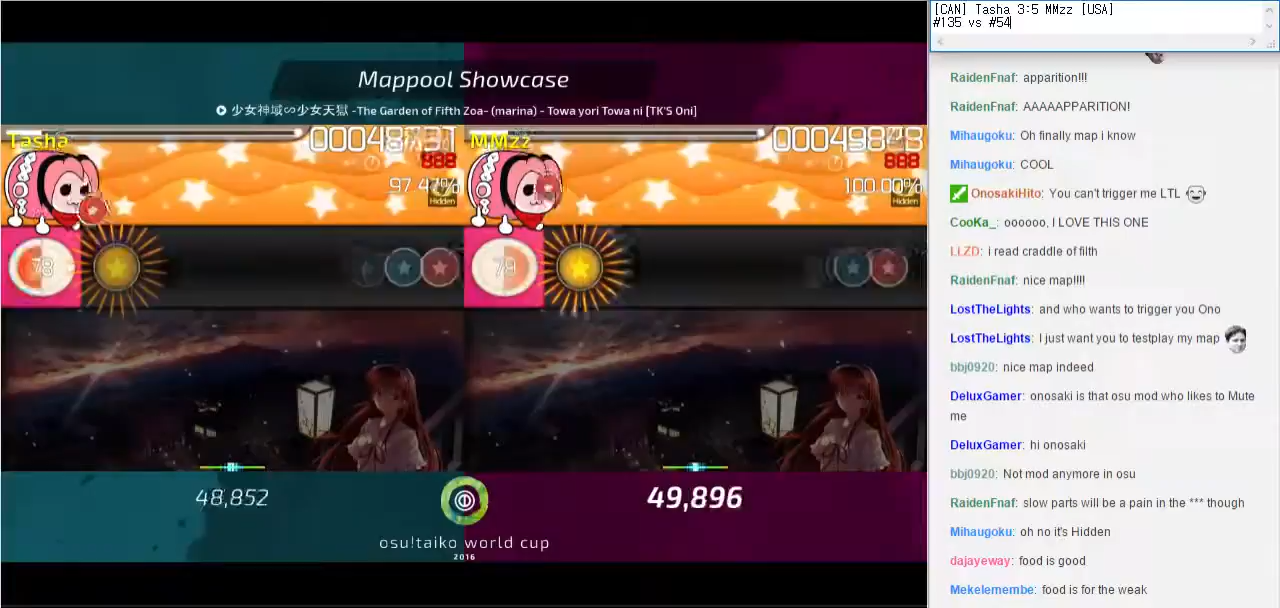 [CAN] Tasha 3:5 MMzz [USA]
#135 vs #54
Mappool Showcase
少女神域∽少女天獄 -The Garden of Fifth Zoa- (marina) - Towa yori Towa ni [TK'S Oni]
Tasha
888
97.47%
Hidden
78
MMzz
888
100.00%
Hidden
79
48,852
49,896
osu!taiko world cup
2016
RaidenFnaf: apparition!!!
RaidenFnaf: AAAAAPPARITION!
Mihaugoku: Oh finally map i know
Mihaugoku: COOL
OnosakiHito: You can't trigger me LTL
CooKa_: oooooo, I LOVE THIS ONE
LLZD: i read craddle of filth
RaidenFnaf: nice map!!!!
LostTheLights: and who wants to trigger you Ono
LostTheLights: I just want you to testplay my map
bbj0920: nice map indeed
DeluxGamer: onosaki is that osu mod who likes to Mute
me
DeluxGamer: hi onosaki
bbj0920: Not mod anymore in osu
RaidenFnaf: slow parts will be a pain in the *** though
Mihaugoku: oh no it's Hidden
dajayeway: food is good
Mekelemembe: food is for the weak